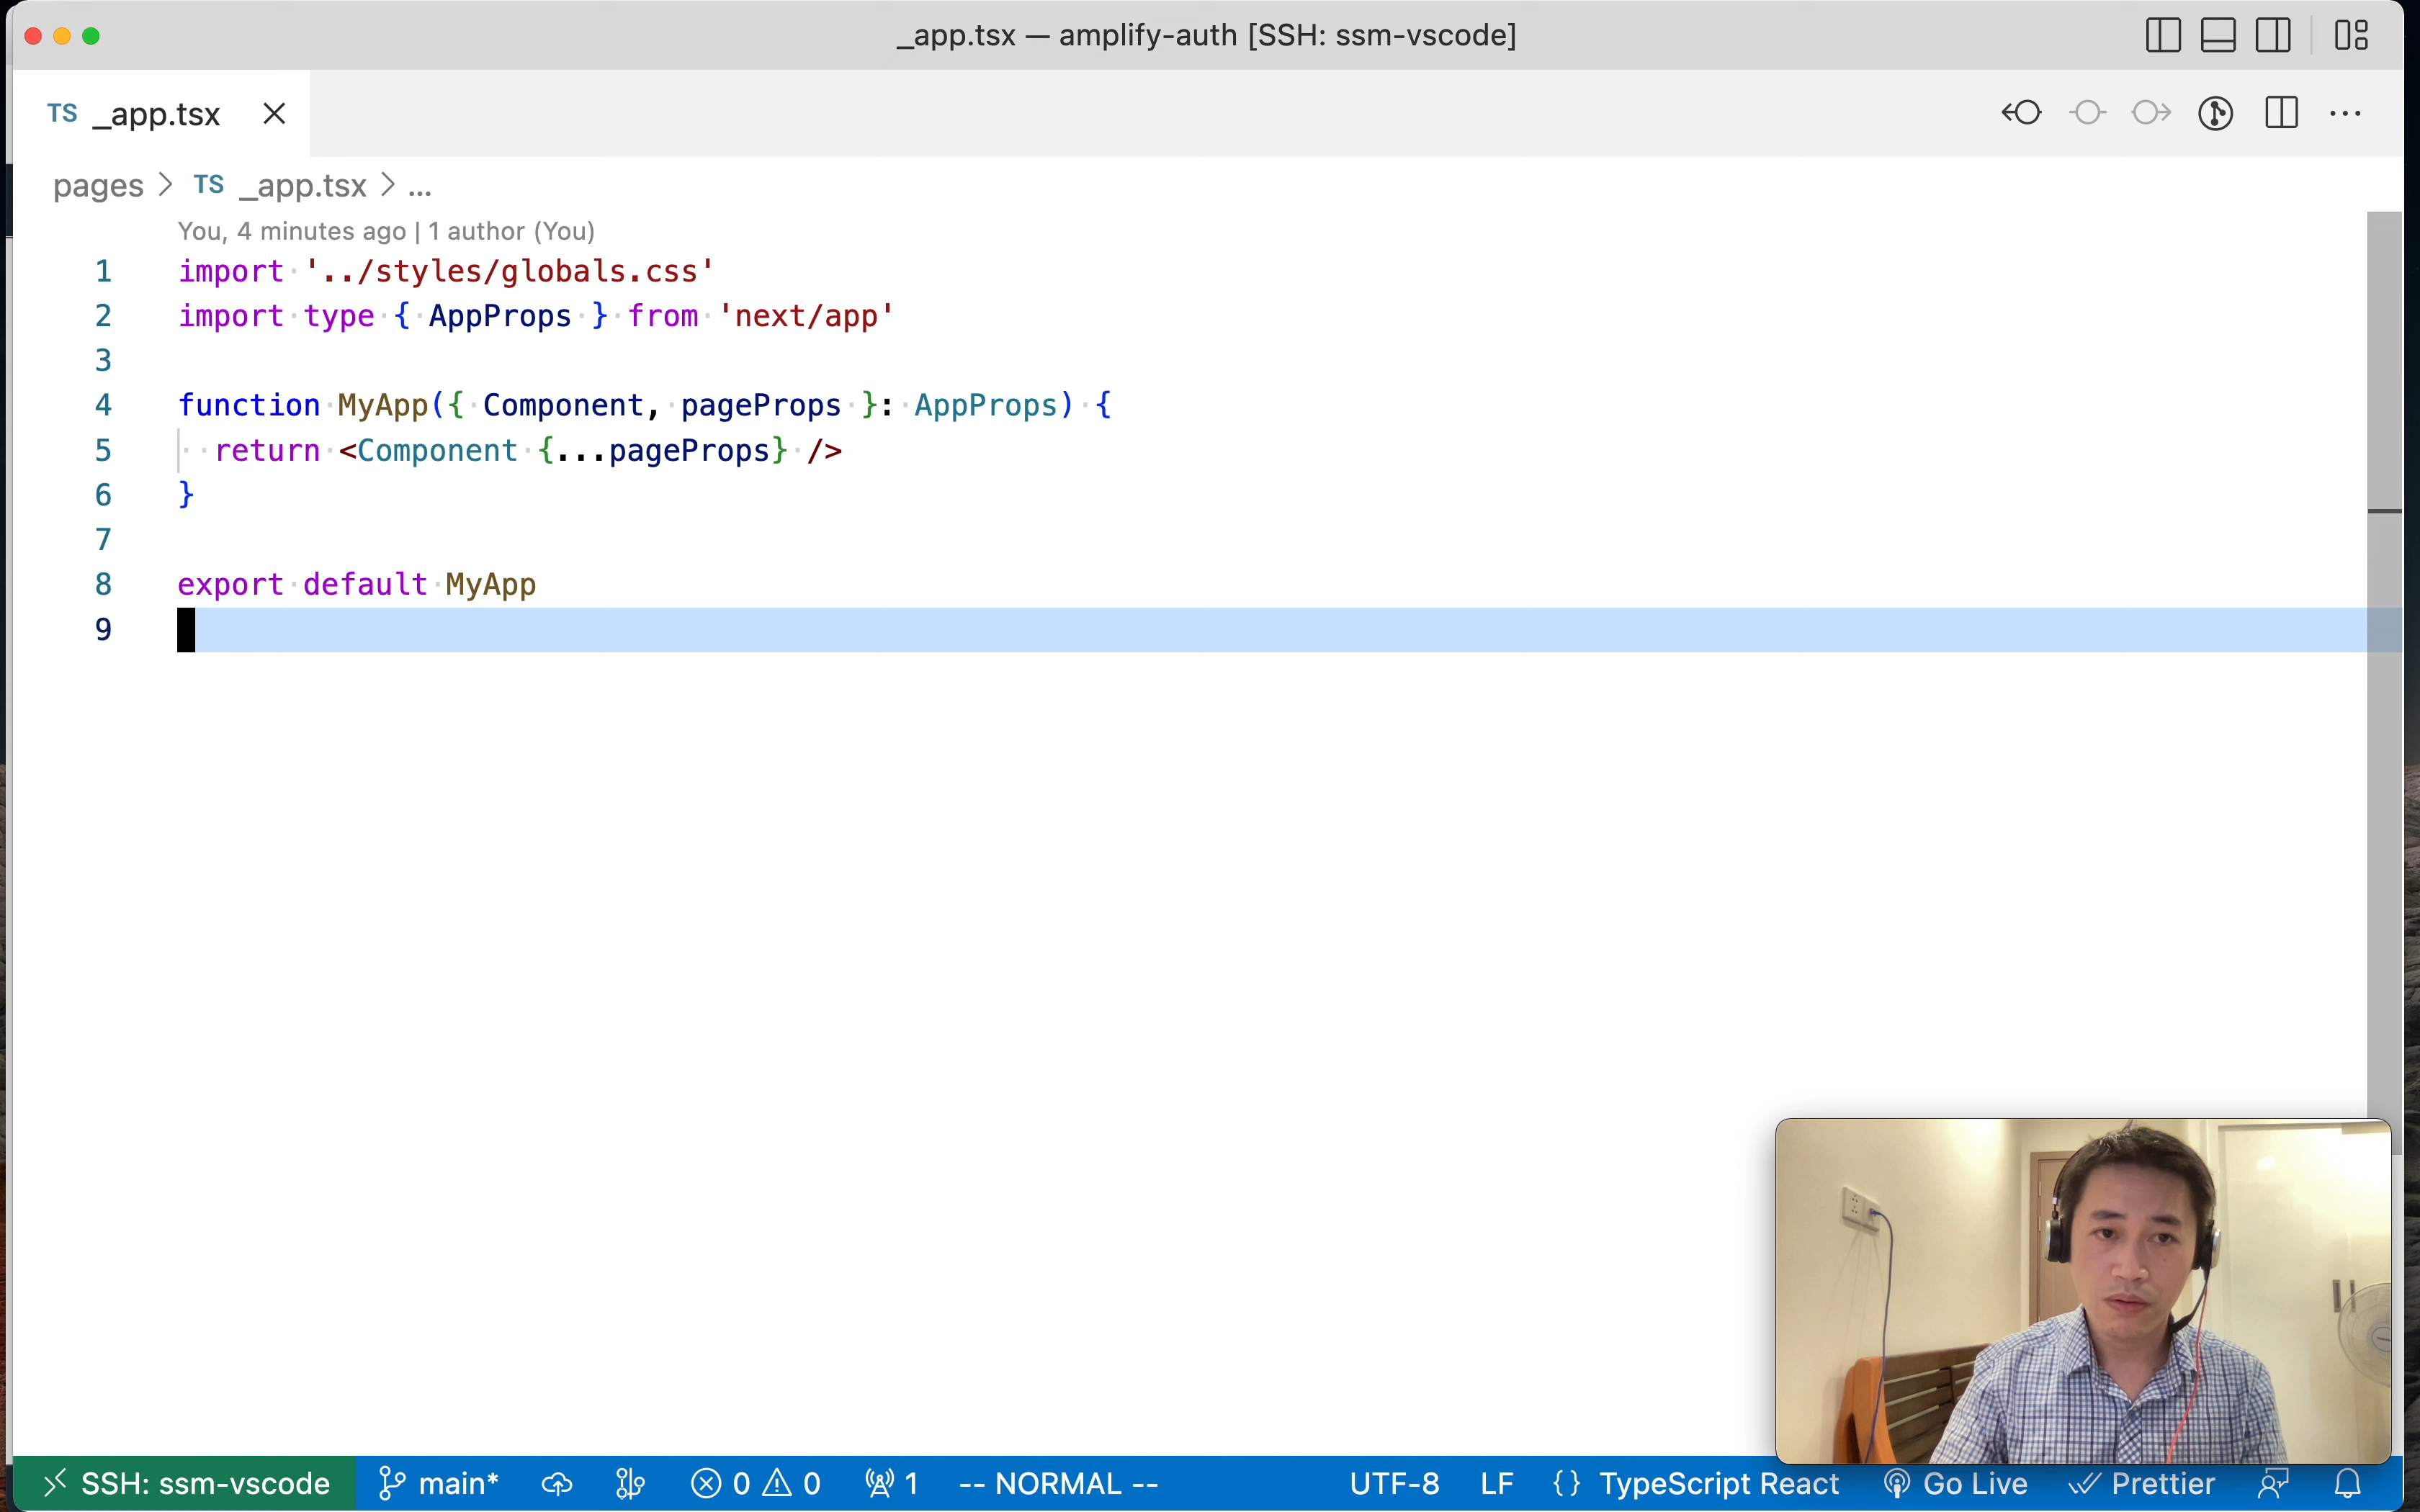 _app.tsx — amplify-auth [SSH: ssm-vscode]
TS _app.tsx
pages > TS _app.tsx > ...
You, 4 minutes ago | 1 author (You)
1 import '../styles/globals.css'
2 import type { AppProps } from 'next/app'
3
4 function MyApp({ Component, pageProps }: AppProps) {
5   return <Component {...pageProps} />
6 }
7
8 export default MyApp
9
SSH: ssm-vscode main* 0 0 1 -- NORMAL -- UTF-8 LF {} TypeScript React Go Live Prettier